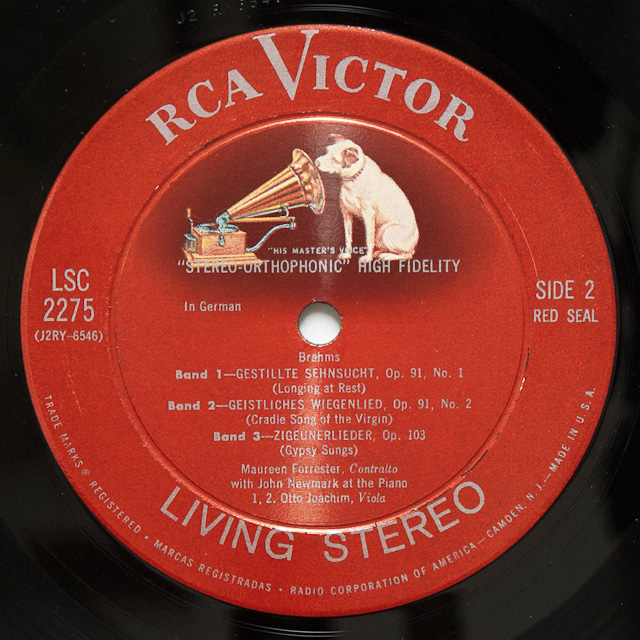 RCA VICTOR
"HIS MASTER'S VOICE"
"STEREO-ORTHOPHONIC" HIGH FIDELITY
LSC
2275
(J2RY-6546)
In German
SIDE 2
RED SEAL
Brahms
Band 1—GESTILLTE SEHNSUCHT, Op. 91, No. 1
(Longing at Rest)
Band 2—GEISTLICHES WIEGENLIED, Op. 91, No. 2
(Cradle Song of the Virgin)
Band 3—ZIGEUNERLIEDER, Op. 103
(Gypsy Songs)
Maureen Forrester, Contralto
with John Newmark at the Piano
1, 2. Otto Joachim, Viola
LIVING STEREO
TRADE MARKS ® REGISTERED • MARCAS REGISTRADAS • RADIO CORPORATION OF AMERICA—CAMDEN, N. J.—MADE IN U. S. A.